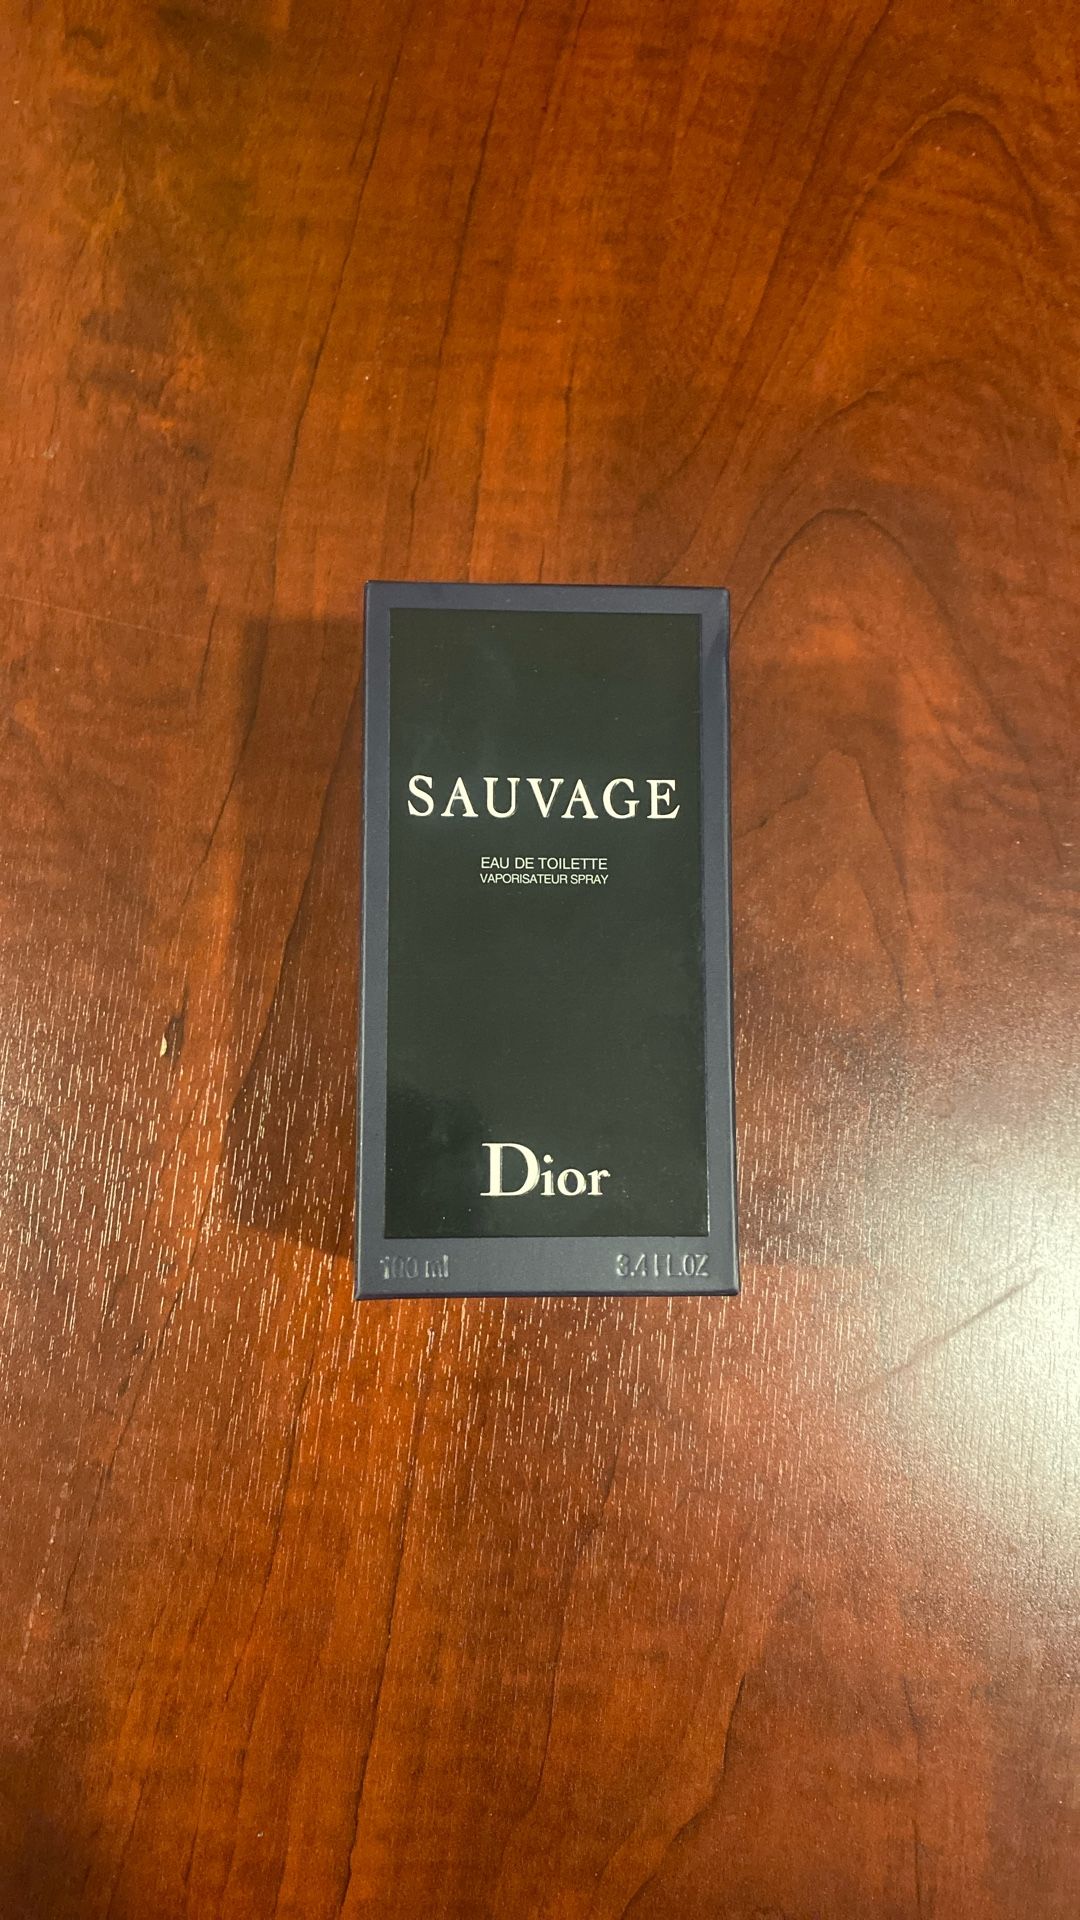 SAUVAGE
EAU DE TOILETTE
VAPORISATEUR SPRAY
Dior
100 ml 3.4 FL.OZ